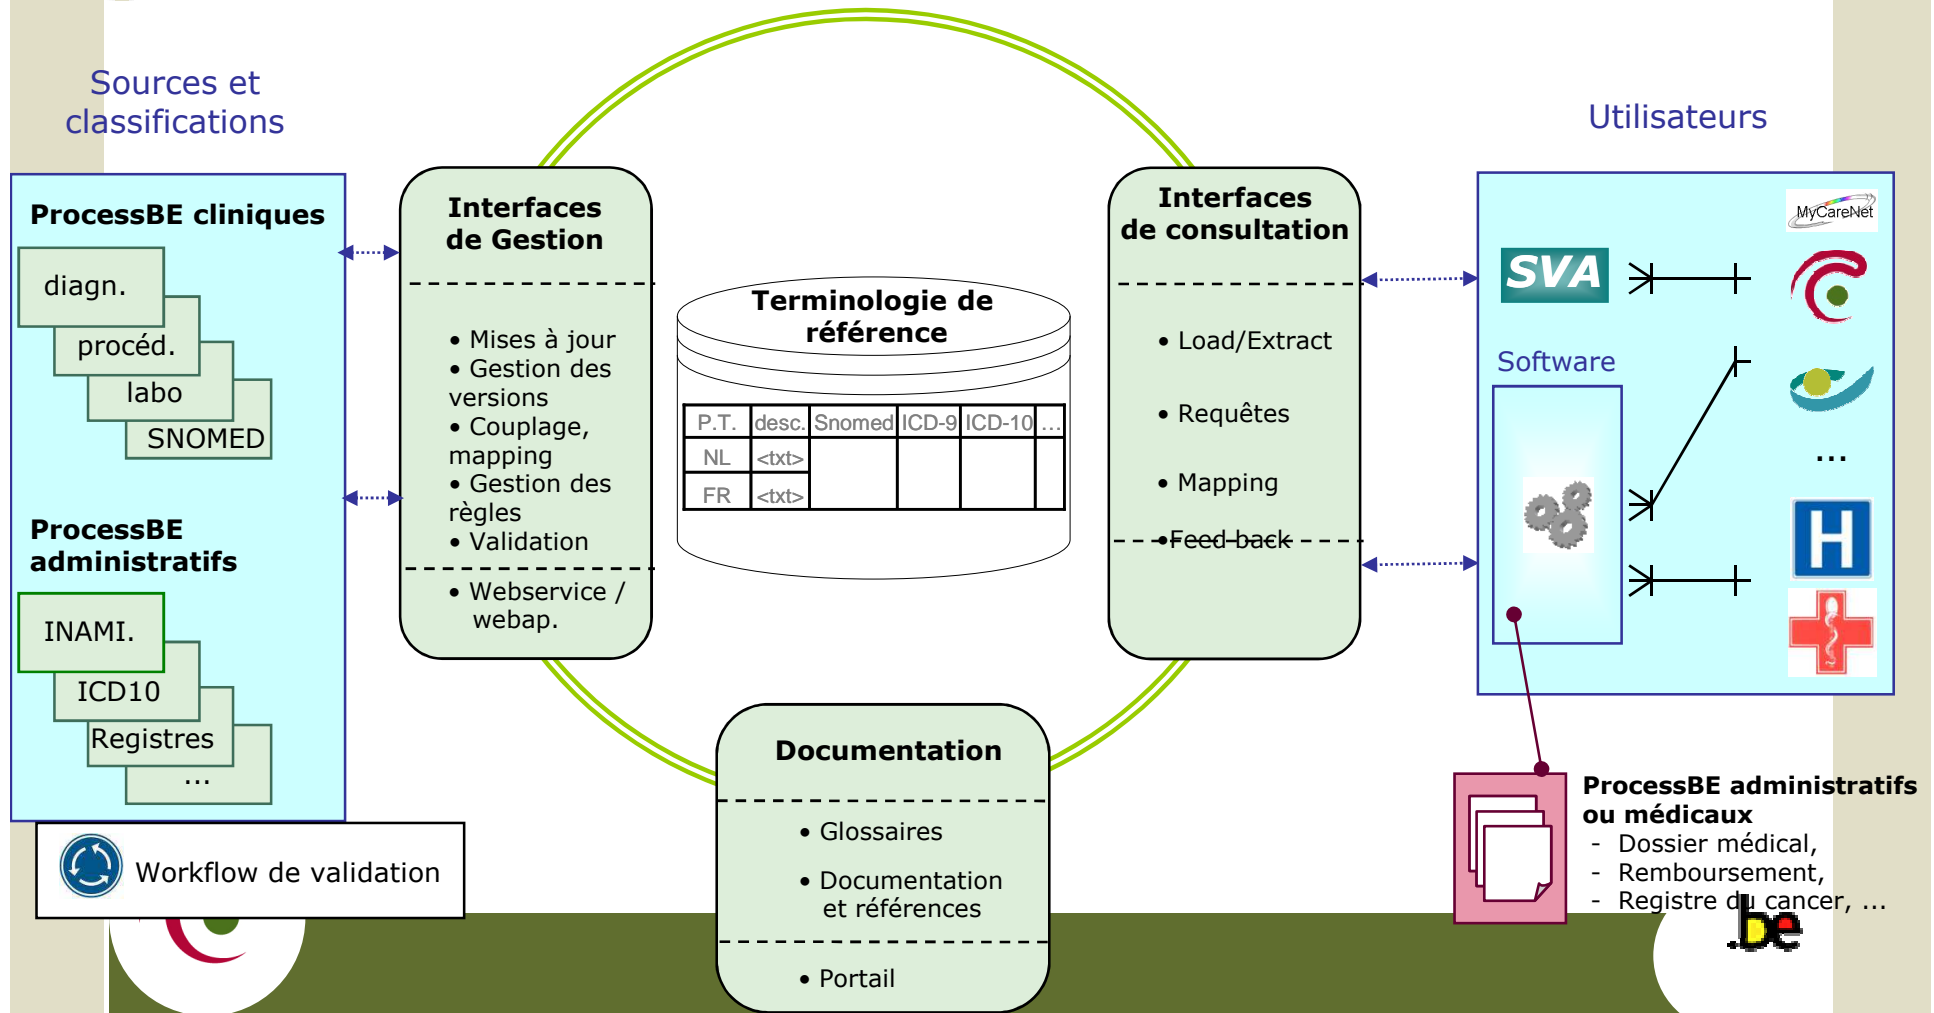 Sources et
classifications
ProcessBE cliniques
diagn.
procéd.
labo
SNOMED
ProcessBE
administratifs
INAMI.
ICD10
Registres
...
Workflow de validation
Interfaces
de Gestion
• Mises à jour
• Gestion des
versions
• Couplage,
mapping
• Gestion des
règles
• Validation
• Webservice /
webap.
Terminologie de
référence
P.T. desc. Snomed ICD-9 ICD-10 ...
NL <txt>
FR <txt>
Documentation
• Glossaires
• Documentation
et références
• Portail
Interfaces
de consultation
• Load/Extract
• Requêtes
• Mapping
•Feed back
Utilisateurs
MyCareNet
SVA
Software
...
H
ProcessBE administratifs
ou médicaux
- Dossier médical,
- Remboursement,
- Registre du cancer, ...
.be